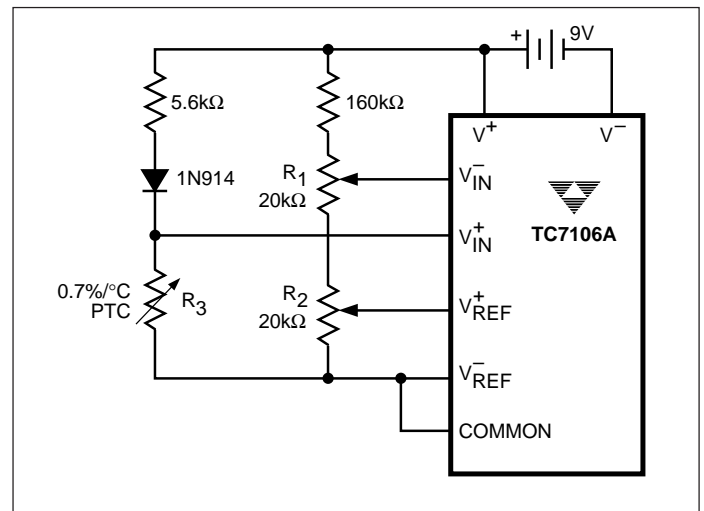 + 9V
5.6kΩ
160kΩ
V+
V−
1N914
R1
20kΩ
V−IN
V+IN
TC7106A
0.7%/°C
PTC
R3
R2
20kΩ
V+REF
V−REF
COMMON